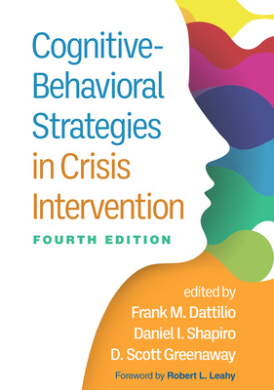 Cognitive-
Behavioral
Strategies
in Crisis
Intervention
FOURTH EDITION
edited by
Frank M. Dattilio
Daniel I. Shapiro
D. Scott Greenaway
Foreword by Robert L. Leahy